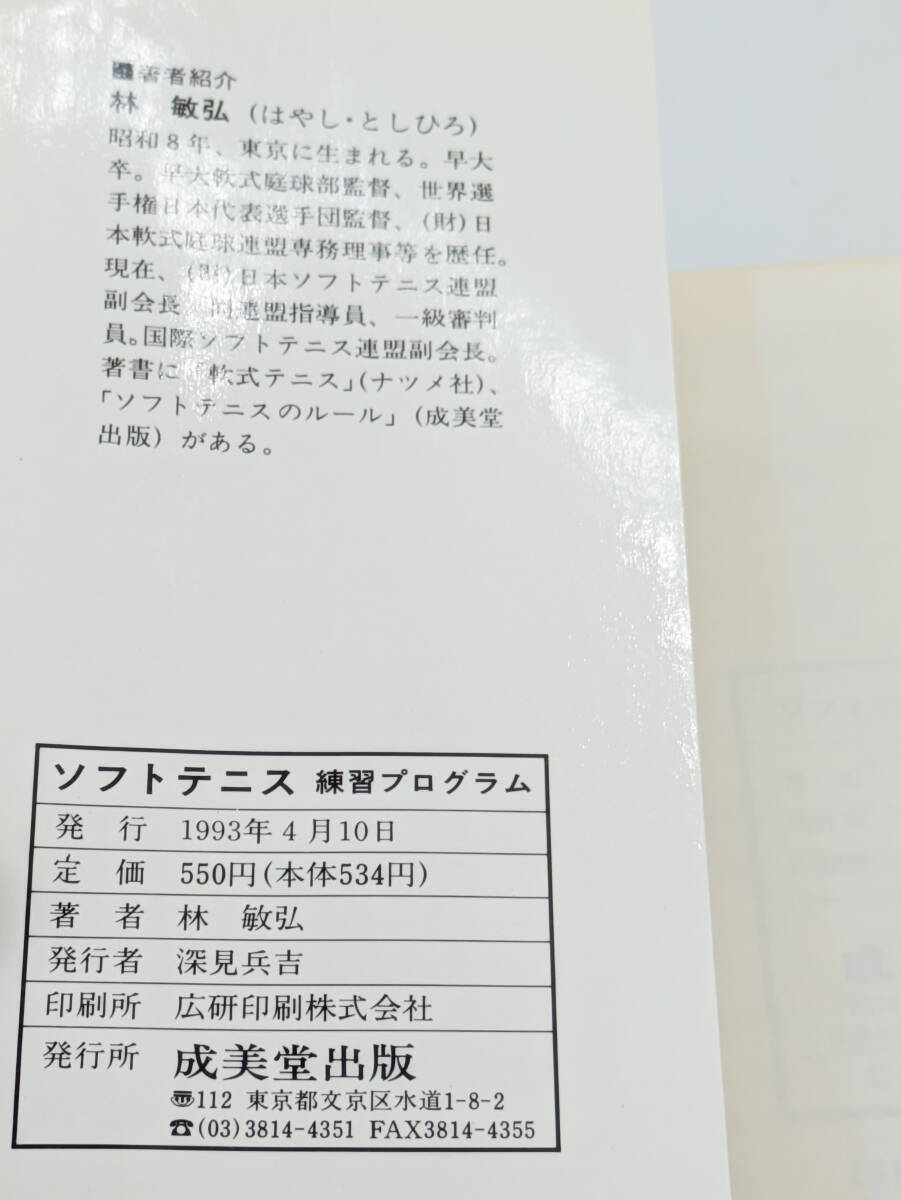 著者紹介
林 敏弘 (はやし・としひろ)
昭和8年、東京に生まれる。早大
卒。早大軟式庭球部監督、世界選
手権日本代表選手団監督、(財)日
本軟式庭球連盟専務理事等を歴任。
現在、(財)日本ソフトテニス連盟
副会長 同連盟指導員、一級審判
員。国際ソフトテニス連盟副会長。
著書に「軟式テニス」(ナツメ社)、
「ソフトテニスのルール」(成美堂
出版)がある。
ソフトテニス 練習プログラム
発 行 1993年4月10日
定 価 550円(本体534円)
著 者 林 敏弘
発行者 深見兵吉
印刷所 広研印刷株式会社
発行所 成美堂出版
〠112 東京都文京区水道1-8-2
☎(03)3814-4351 FAX3814-4355